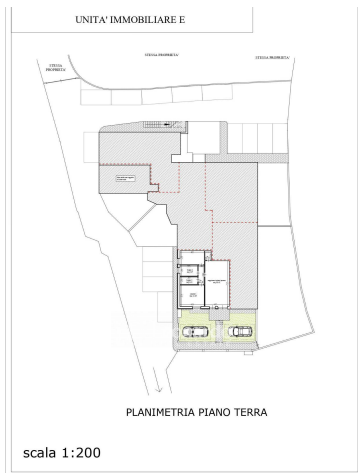 UNITA' IMMOBILIARE E
STESSA PROPRIETA'
STESSA PROPRIETA'
STESSA
PROPRIETA'
PLANIMETRIA PIANO TERRA
scala 1:200